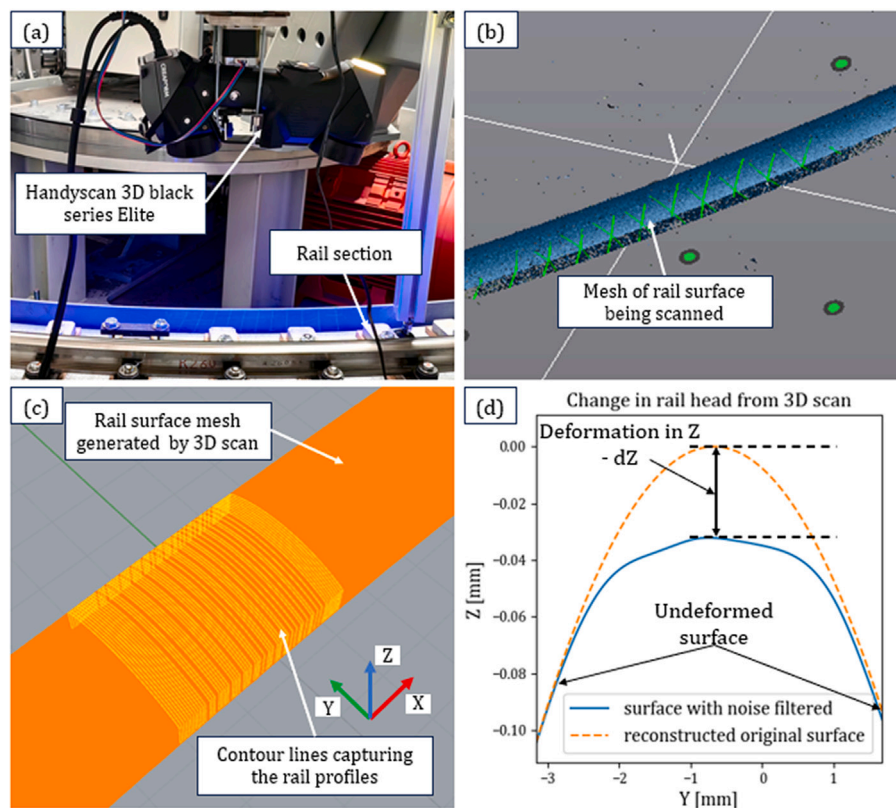 (a)
CREAFORM
Handyscan 3D black
series Elite
Rail section
R260
(b)
Mesh of rail surface
being scanned
(c)
Rail surface mesh
generated by 3D scan
Z
Y
X
Contour lines capturing
the rail profiles
(d)
Change in rail head from 3D scan
Deformation in Z
- dZ
0.00
−0.02
−0.04
−0.06
−0.08
−0.10
Z [mm]
Undeformed
surface
surface with noise filtered
reconstructed original surface
−3
−2
−1
0
1
Y [mm]